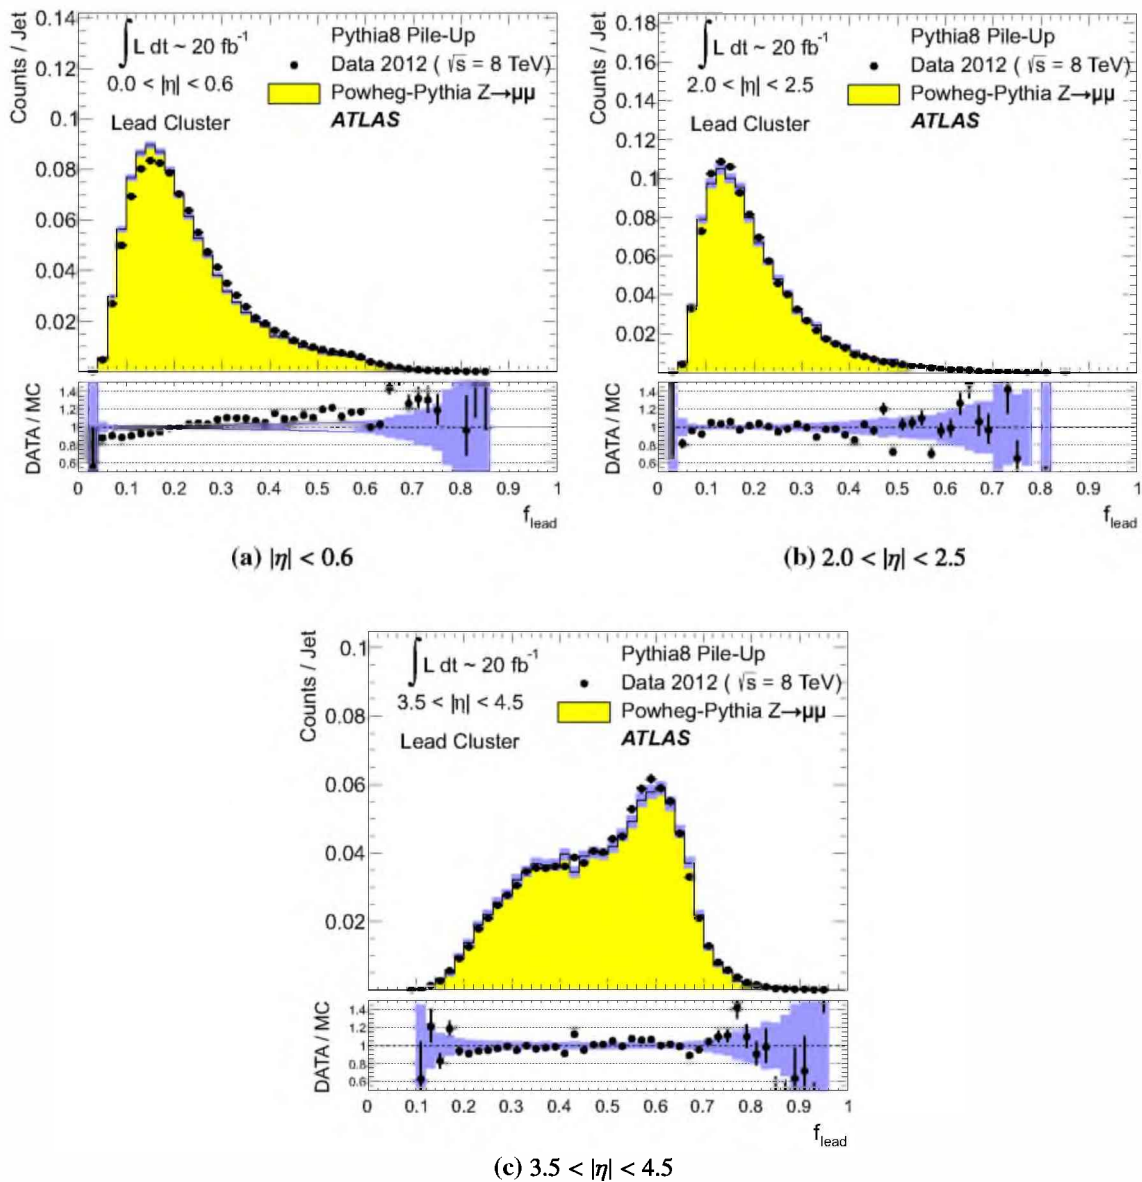 Counts / Jet
0.14
0.12
0.1
0.08
0.06
0.04
0.02
∫ L dt ~ 20 fb⁻¹
0.0 < |η| < 0.6
Lead Cluster
Pythia8 Pile-Up
Data 2012 ( √s = 8 TeV)
Powheg-Pythia Z→μμ
ATLAS
DATA / MC
1.4
1.2
1
0.8
0.6
0 0.1 0.2 0.3 0.4 0.5 0.6 0.7 0.8 0.9 1
f_lead
(a) |η| < 0.6
Counts / Jet
0.18
0.16
0.14
0.12
0.1
0.08
0.06
0.04
0.02
∫ L dt ~ 20 fb⁻¹
2.0 < |η| < 2.5
Lead Cluster
Pythia8 Pile-Up
Data 2012 ( √s = 8 TeV)
Powheg-Pythia Z→μμ
ATLAS
DATA / MC
1.4
1.2
1
0.8
0.6
0 0.1 0.2 0.3 0.4 0.5 0.6 0.7 0.8 0.9 1
f_lead
(b) 2.0 < |η| < 2.5
Counts / Jet
0.1
0.08
0.06
0.04
0.02
∫ L dt ~ 20 fb⁻¹
3.5 < |η| < 4.5
Lead Cluster
Pythia8 Pile-Up
Data 2012 ( √s = 8 TeV)
Powheg-Pythia Z→μμ
ATLAS
DATA / MC
1.4
1.2
1
0.8
0.6
0 0.1 0.2 0.3 0.4 0.5 0.6 0.7 0.8 0.9 1
f_lead
(c) 3.5 < |η| < 4.5